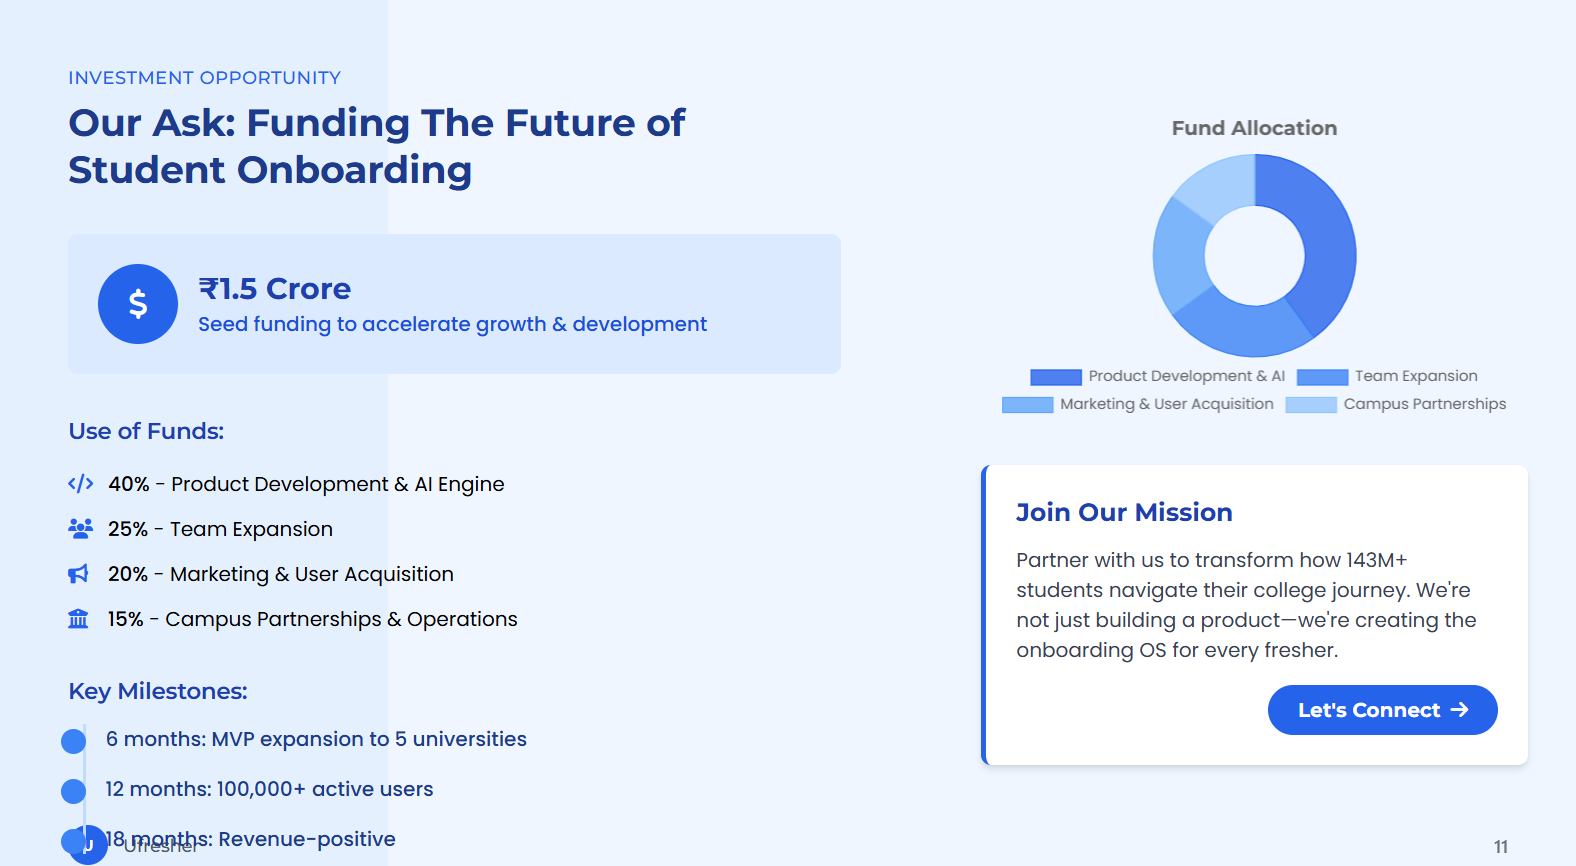 INVESTMENT OPPORTUNITY
Our Ask: Funding The Future of
Student Onboarding
$
₹1.5 Crore
Seed funding to accelerate growth & development
Use of Funds:
40% - Product Development & AI Engine
25% - Team Expansion
20% - Marketing & User Acquisition
15% - Campus Partnerships & Operations
Key Milestones:
6 months: MVP expansion to 5 universities
12 months: 100,000+ active users
18 months: Revenue-positive
U
Ufresher
Fund Allocation
Product Development & AI
Team Expansion
Marketing & User Acquisition
Campus Partnerships
Join Our Mission
Partner with us to transform how 143M+
students navigate their college journey. We're
not just building a product—we're creating the
onboarding OS for every fresher.
Let's Connect →
11